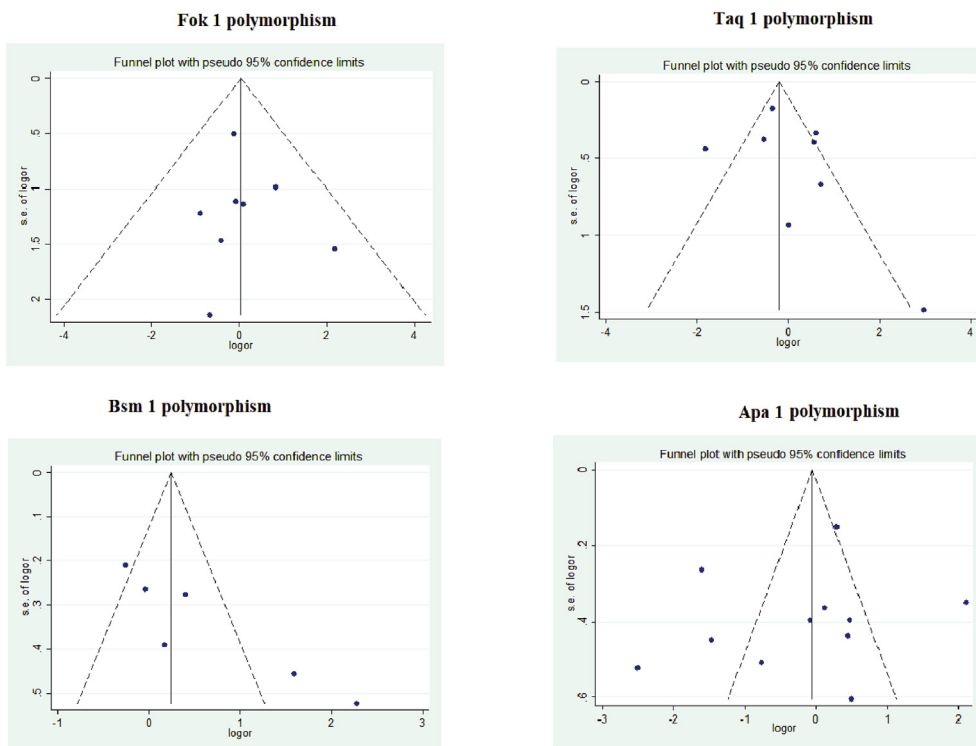 Fok 1 polymorphism
Funnel plot with pseudo 95% confidence limits
0
.5
1
1.5
2
s.e. of logor
-4
-2
0
2
4
logor
Taq 1 polymorphism
Funnel plot with pseudo 95% confidence limits
0
.5
1
1.5
s.e. of logor
-4
-2
0
2
4
logor
Bsm 1 polymorphism
Funnel plot with pseudo 95% confidence limits
0
.1
.2
.3
.4
.5
s.e. of logor
-1
0
1
2
3
logor
Apa 1 polymorphism
Funnel plot with pseudo 95% confidence limits
0
.2
.4
.6
s.e. of logor
-3
-2
-1
0
1
2
logor